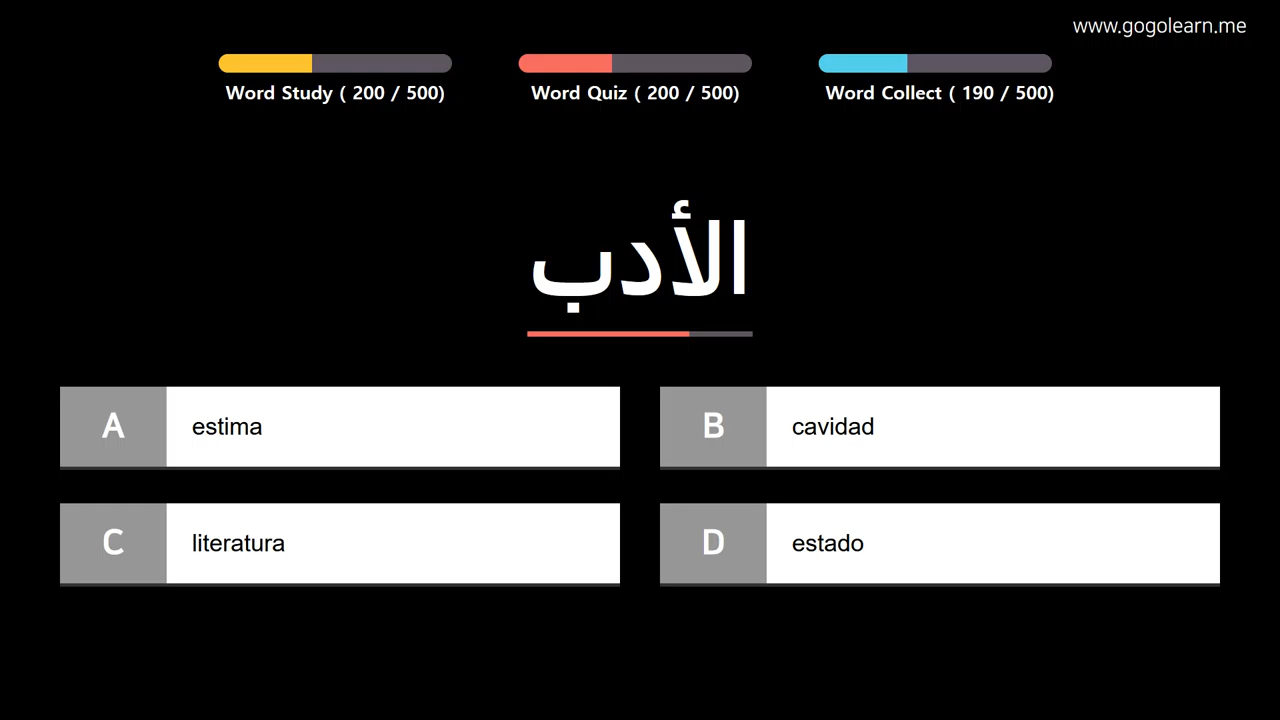 www.gogolearn.me
Word Study ( 200 / 500)
Word Quiz ( 200 / 500)
Word Collect ( 190 / 500)
الأدب
A estima
B cavidad
C literatura
D estado